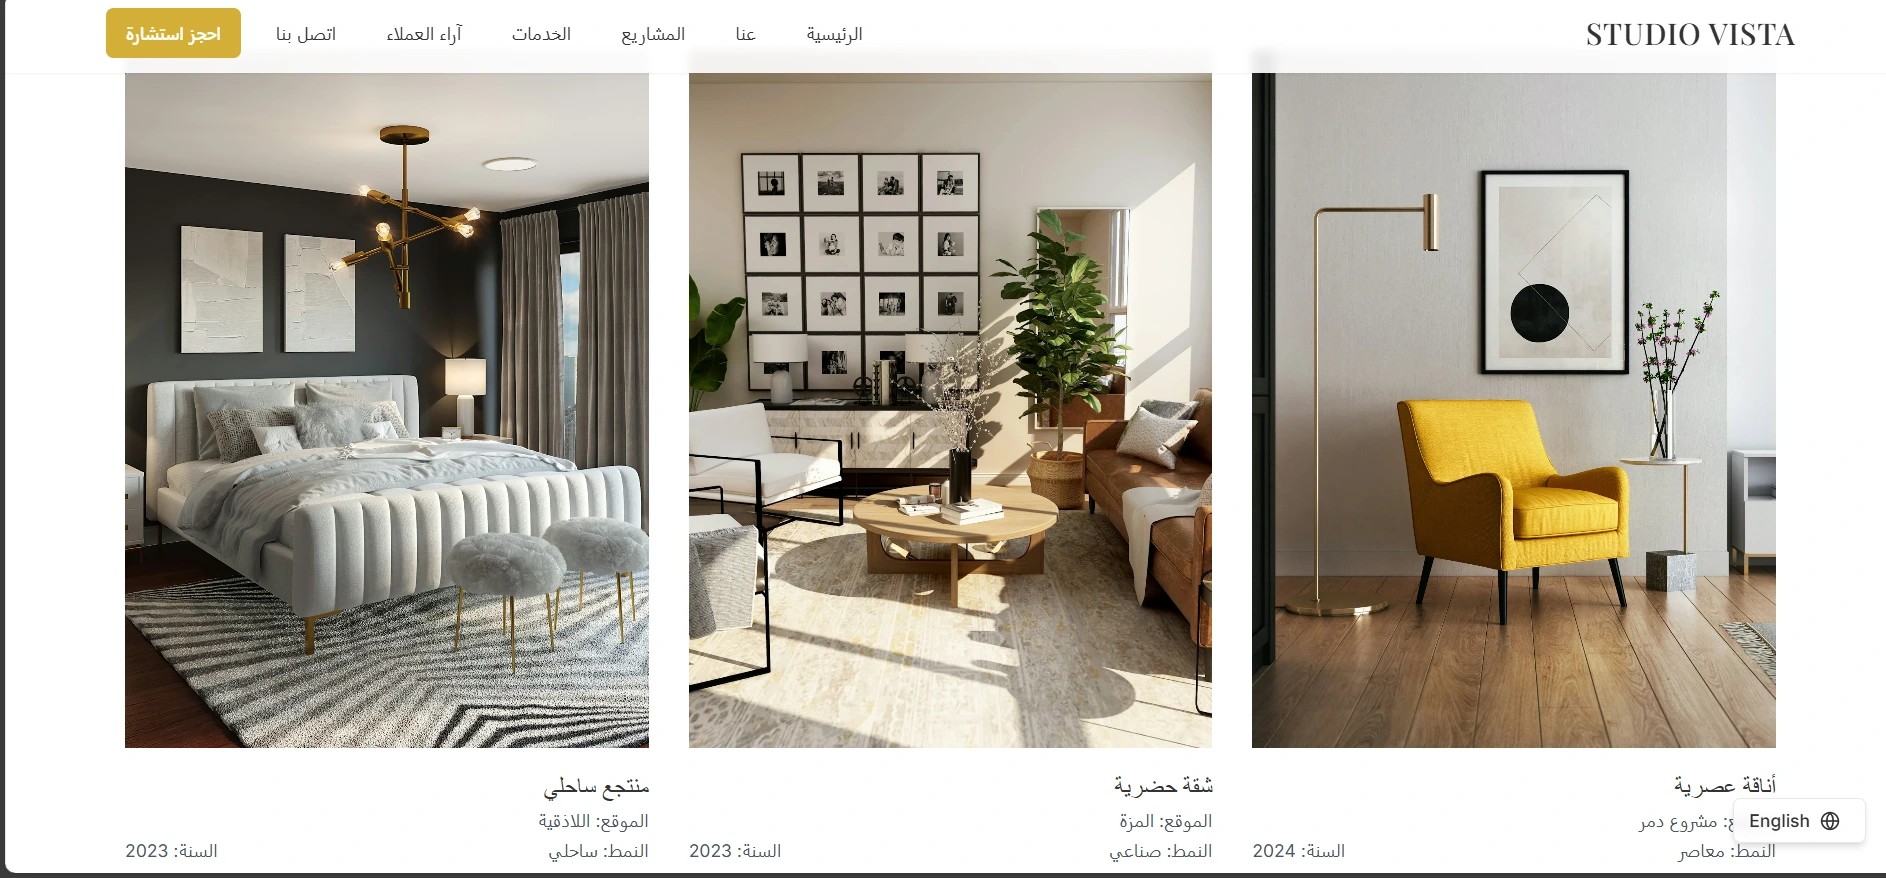 STUDIO VISTA
الرئيسية
عنا
المشاريع
الخدمات
آراء العملاء
اتصل بنا
احجز استشارة
أناقة عصرية
مشروع دمر
النمط: معاصر
السنة: 2024
شقة حضرية
الموقع: المزة
النمط: صناعي
السنة: 2023
منتجع ساحلي
الموقع: اللاذقية
النمط: ساحلي
السنة: 2023
English